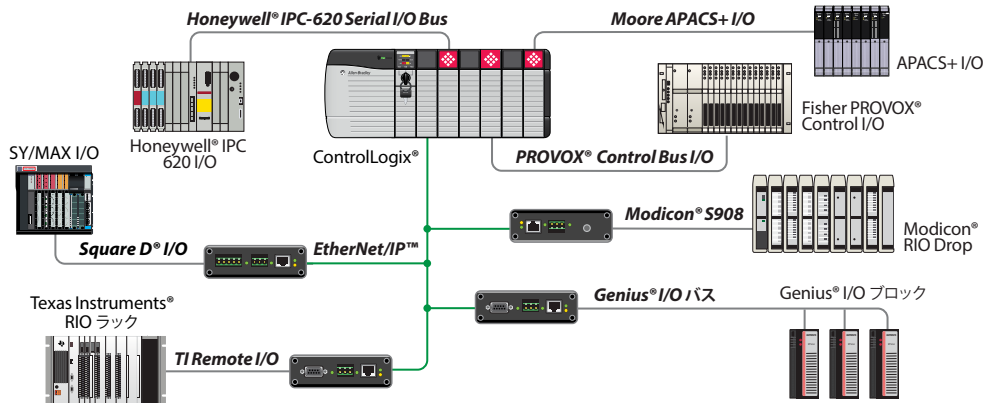 Honeywell® IPC-620 Serial I/O Bus
Moore APACS+ I/O
APACS+ I/O
Allen-Bradley
Honeywell® IPC
620 I/O
ControlLogix®
Fisher PROVOX®
Control I/O
PROVOX® Control Bus I/O
SY/MAX I/O
Square D® I/O
EtherNet/IP™
Modicon® S908
Modicon®
RIO Drop
Texas Instruments®
RIO ラック
TI Remote I/O
Genius® I/O バス
Genius® I/O ブロック